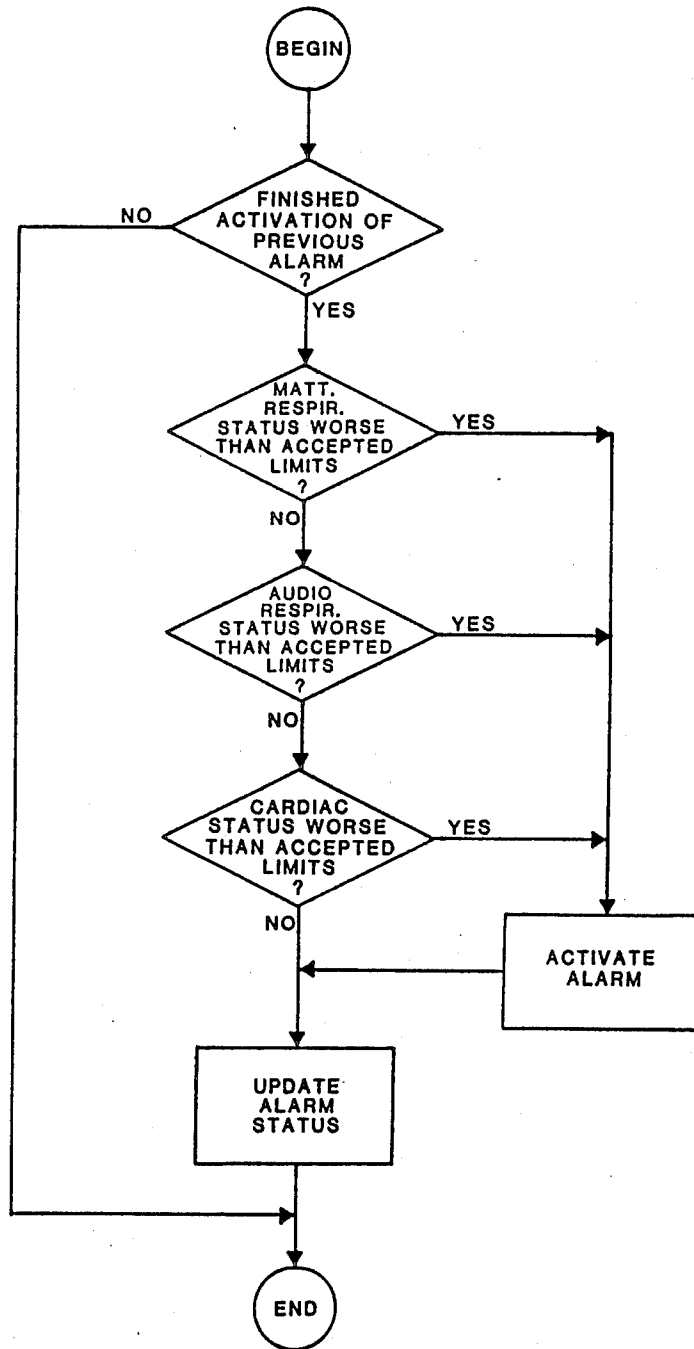 BEGIN
FINISHED
ACTIVATION OF
PREVIOUS
ALARM
?
NO
YES
MATT.
RESPIR.
STATUS WORSE
THAN ACCEPTED
LIMITS
?
YES
NO
AUDIO
RESPIR.
STATUS WORSE
THAN ACCEPTED
LIMITS
?
YES
NO
CARDIAC
STATUS WORSE
THAN ACCEPTED
LIMITS
?
YES
NO
ACTIVATE
ALARM
UPDATE
ALARM
STATUS
END